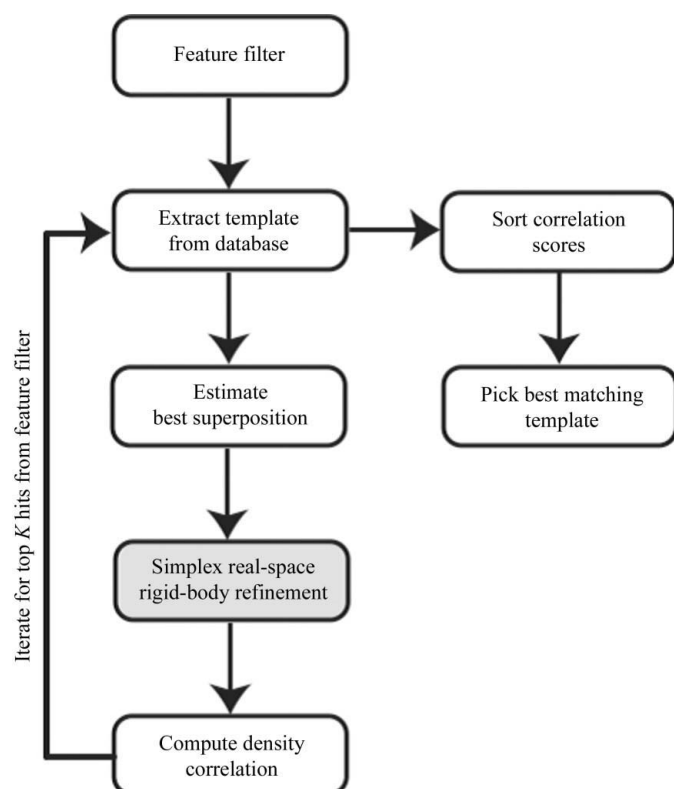 Feature filter
Extract template
from database
Sort correlation
scores
Estimate
best superposition
Pick best matching
template
Simplex real-space
rigid-body refinement
Compute density
correlation
Iterate for top K hits from feature filter